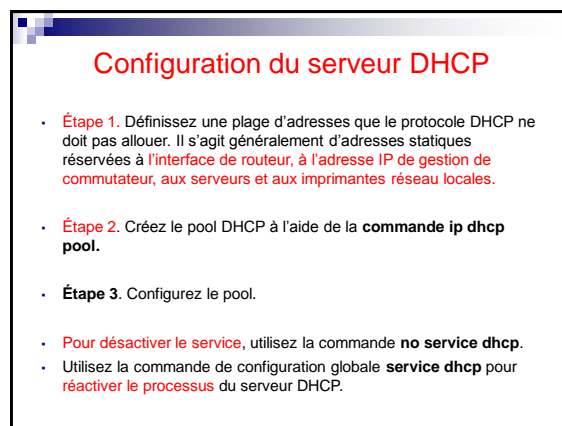 Configuration du serveur DHCP
▪ Étape 1. Définissez une plage d’adresses que le protocole DHCP ne
doit pas allouer. Il s’agit généralement d’adresses statiques
réservées à l’interface de routeur, à l’adresse IP de gestion de
commutateur, aux serveurs et aux imprimantes réseau locales.
▪ Étape 2. Créez le pool DHCP à l’aide de la commande ip dhcp
pool.
▪ Étape 3. Configurez le pool.
▪ Pour désactiver le service, utilisez la commande no service dhcp.
▪ Utilisez la commande de configuration globale service dhcp pour
réactiver le processus du serveur DHCP.